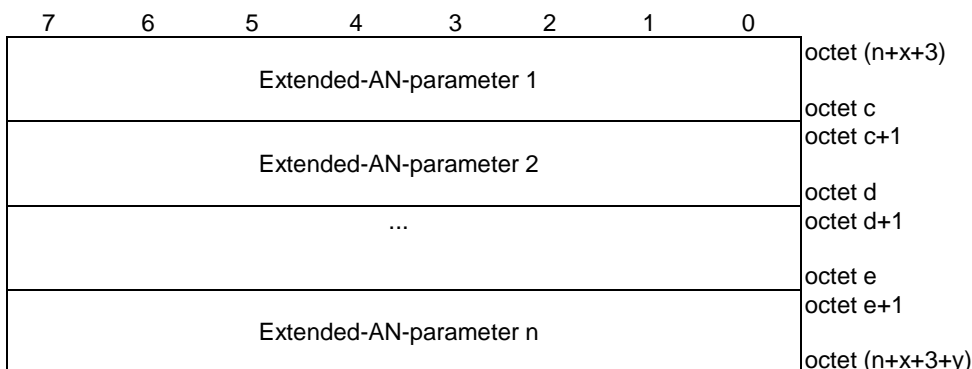 7 6 5 4 3 2 1 0
octet (n+x+3)
Extended-AN-parameter 1
octet c
octet c+1
Extended-AN-parameter 2
octet d
... octet d+1
octet e
octet e+1
Extended-AN-parameter n
octet (n+x+3+y)